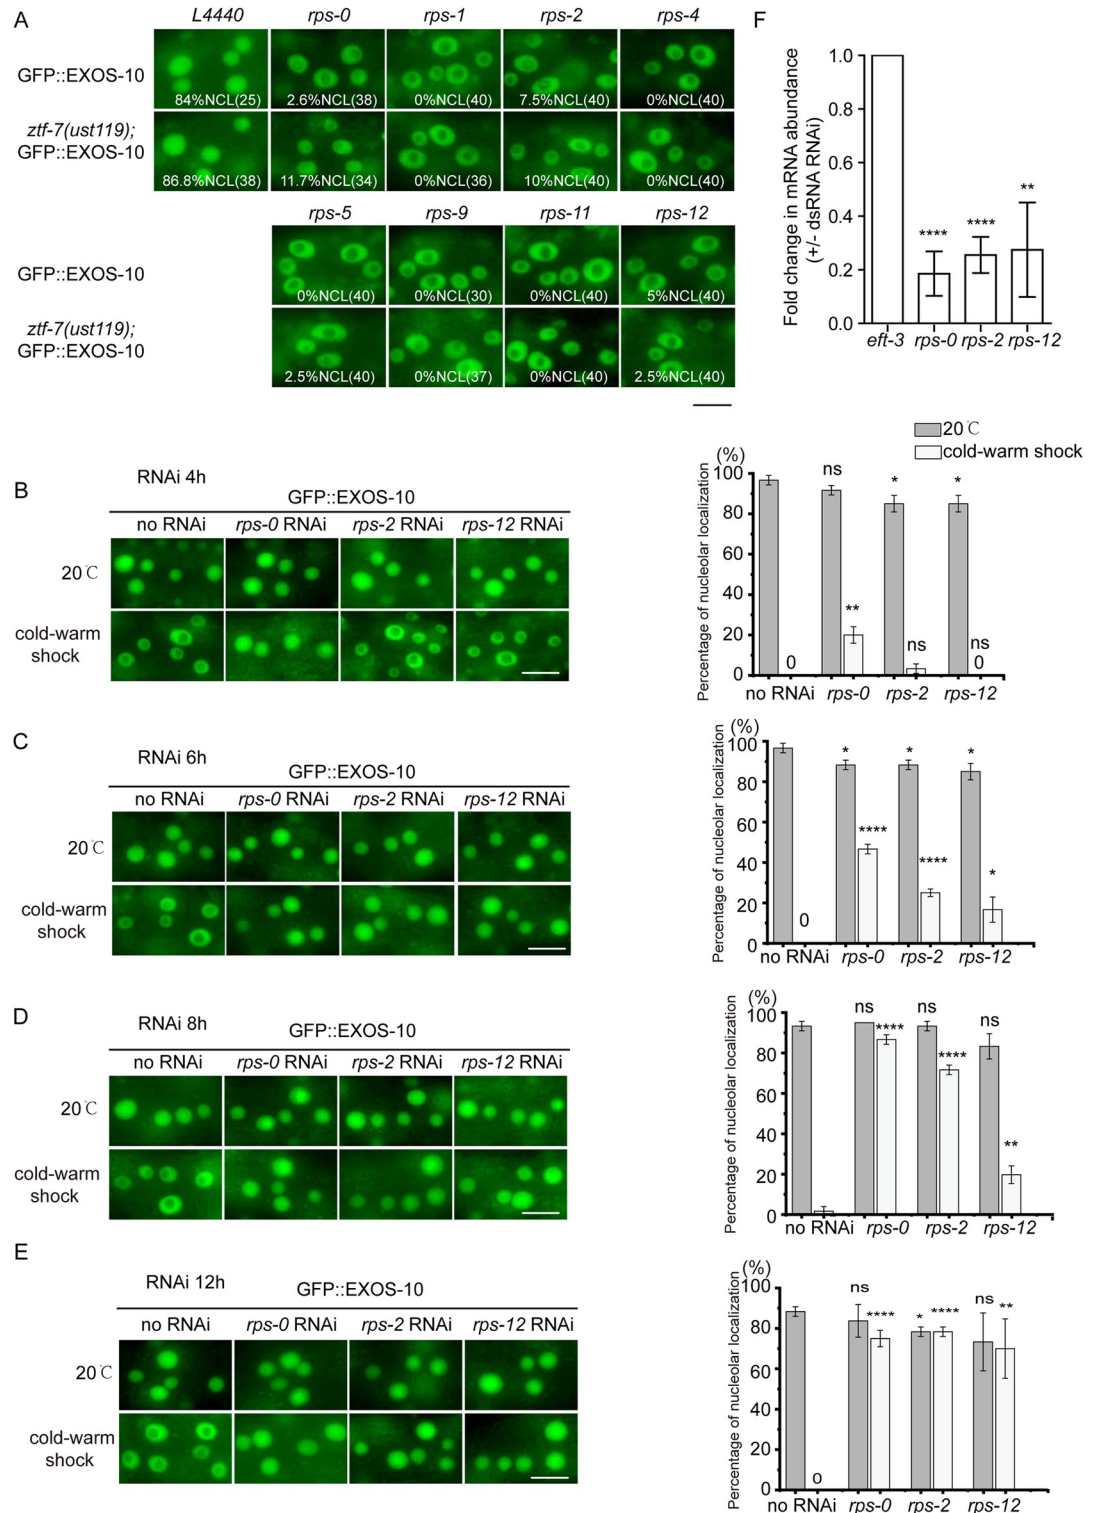 A
L4440 rps-0 rps-1 rps-2 rps-4
GFP::EXOS-10
84%NCL(25) 2.6%NCL(38) 0%NCL(40) 7.5%NCL(40) 0%NCL(40)
ztf-7(ust119);
GFP::EXOS-10
86.8%NCL(38) 11.7%NCL(34) 0%NCL(36) 10%NCL(40) 0%NCL(40)
rps-5 rps-9 rps-11 rps-12
GFP::EXOS-10
0%NCL(40) 0%NCL(30) 0%NCL(40) 5%NCL(40)
ztf-7(ust119);
GFP::EXOS-10
2.5%NCL(40) 0%NCL(37) 0%NCL(40) 2.5%NCL(40)
F
Fold change in mRNA abundance
(+/- dsRNA RNAi)
1.0
0.8
0.6
0.4
0.2
0.0
**** **** **
eft-3 rps-0 rps-2 rps-12
20℃
cold-warm shock
B
RNAi 4h
GFP::EXOS-10
no RNAi rps-0 RNAi rps-2 RNAi rps-12 RNAi
20℃
cold-warm
shock
(%)
Percentage of nucleolar localization
100
80
60
40
20
0
0 ns ** * ns * ns 0
no RNAi rps-0 rps-2 rps-12
C
RNAi 6h
GFP::EXOS-10
no RNAi rps-0 RNAi rps-2 RNAi rps-12 RNAi
20℃
cold-warm
shock
(%)
Percentage of nucleolar localization
100
80
60
40
20
0
0 * **** * **** * *
no RNAi rps-0 rps-2 rps-12
D
RNAi 8h
GFP::EXOS-10
no RNAi rps-0 RNAi rps-2 RNAi rps-12 RNAi
20℃
cold-warm
shock
(%)
Percentage of nucleolar localization
100
80
60
40
20
0
ns **** ns **** ns **
no RNAi rps-0 rps-2 rps-12
E
RNAi 12h
GFP::EXOS-10
no RNAi rps-0 RNAi rps-2 RNAi rps-12 RNAi
20℃
cold-warm
shock
(%)
Percentage of nucleolar localization
100
80
60
40
20
0
0 ns **** * **** ns **
no RNAi rps-0 rps-2 rps-12